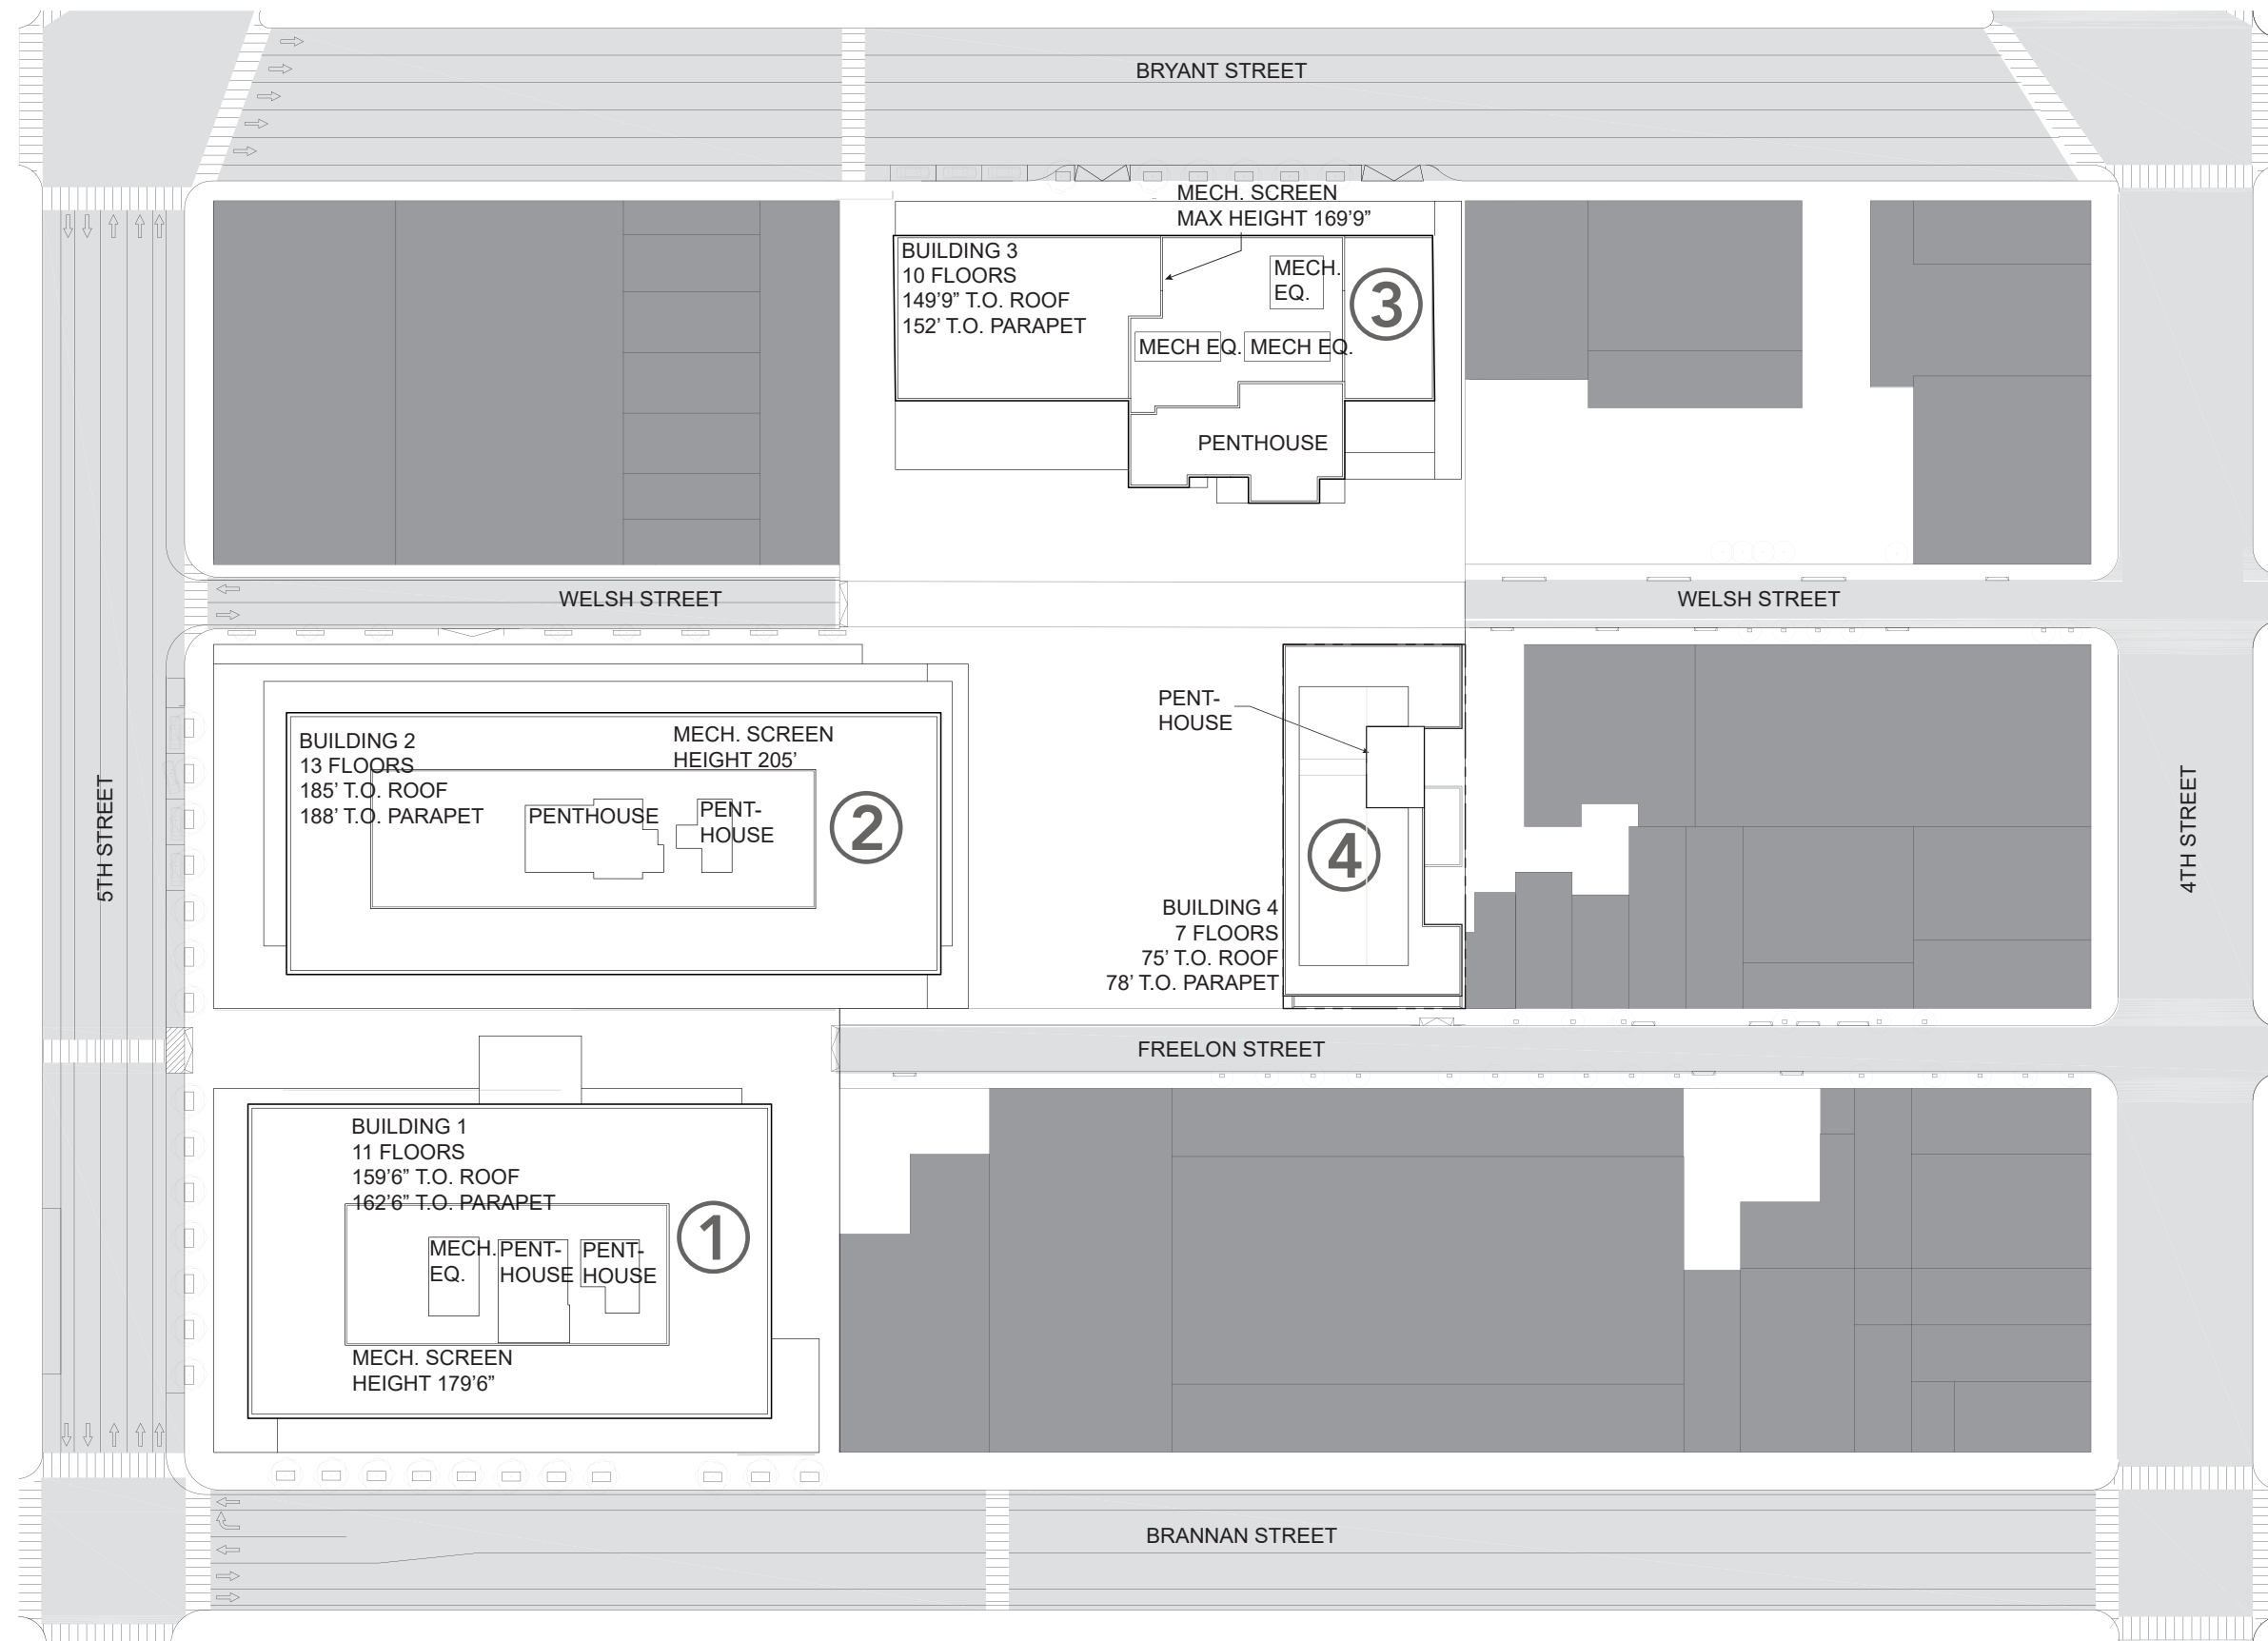 BRYANT STREET
MECH. SCREEN
MAX HEIGHT 169’9”
BUILDING 3
10 FLOORS
149’9” T.O. ROOF
152’ T.O. PARAPET
MECH.
EQ.
3
MECH EQ.
MECH EQ.
PENTHOUSE
WELSH STREET
WELSH STREET
5TH STREET
BUILDING 2
13 FLOORS
185’ T.O. ROOF
188’ T.O. PARAPET
MECH. SCREEN
HEIGHT 205’
PENTHOUSE
PENT-
HOUSE
2
PENT-
HOUSE
4
BUILDING 4
7 FLOORS
75’ T.O. ROOF
78’ T.O. PARAPET
4TH STREET
FREELON STREET
BUILDING 1
11 FLOORS
159’6” T.O. ROOF
162’6” T.O. PARAPET
MECH.
EQ.
PENT-
HOUSE
PENT-
HOUSE
1
MECH. SCREEN
HEIGHT 179’6”
BRANNAN STREET